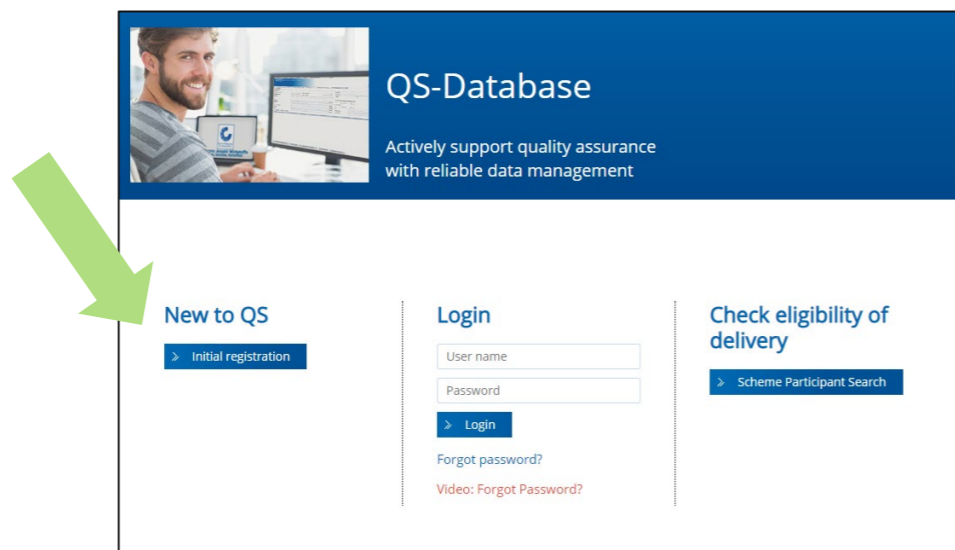 QS-Database
Actively support quality assurance
with reliable data management
New to QS
Initial registration
Login
User name
Password
Login
Forgot password?
Video: Forgot Password?
Check eligibility of
delivery
Scheme Participant Search